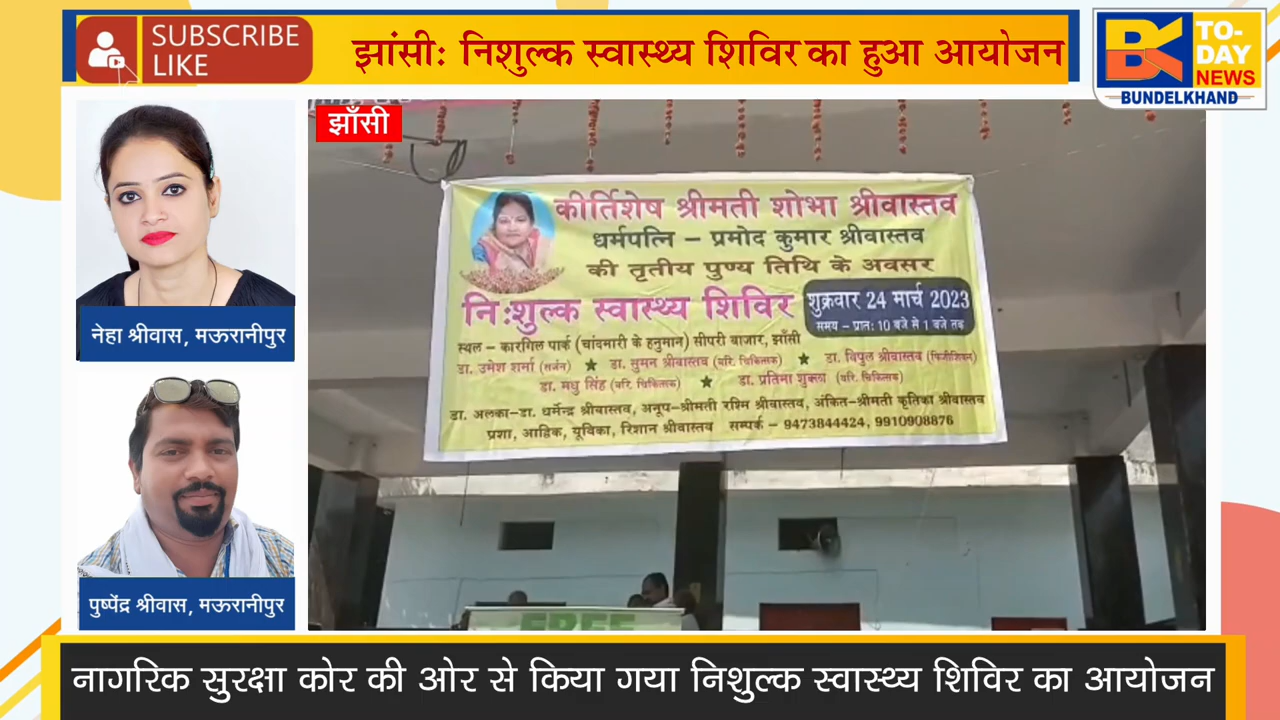 SUBSCRIBE
LIKE
झांसी: निशुल्क स्वास्थ्य शिविर का हुआ आयोजन
BK TO-DAY NEWS
BUNDELKHAND
झाँसी
कीर्तिशेष श्रीमती शोभा श्रीवास्तव
धर्मपत्नि – प्रमोद कुमार श्रीवास्तव
की तृतीय पुण्य तिथि के अवसर
नि:शुल्क स्वास्थ्य शिविर
शुक्रवार 24 मार्च 2023
समय – प्रात: 10 बजे से 1 बजे तक
स्थल – कारगिल पार्क (चांदमारी के हनुमान) सीपरी बाजार, झाँसी
डा. उमेश शर्मा (सर्जन) ★ डा. सुमन श्रीवास्तव (वरि. चिकित्सक) ★ डा. विपुल श्रीवास्तव (फिजीशियन)
डा. मधु सिंह (वरि. चिकित्सक) ★ डा. प्रतिमा शुक्ला (वरि. चिकित्सक)
डा. अलका–डा. धर्मेन्द्र श्रीवास्तव, अनूप–श्रीमती रश्मि श्रीवास्तव, अंकित–श्रीमती कृतिका श्रीवास्तव
प्रशा, आद्विक, यूविका, रिशान श्रीवास्तव सम्पर्क – 9473844424, 9910908876
FREE
नेहा श्रीवास, मऊरानीपुर
पुष्पेंद्र श्रीवास, मऊरानीपुर
नागरिक सुरक्षा कोर की ओर से किया गया निशुल्क स्वास्थ्य शिविर का आयोजन